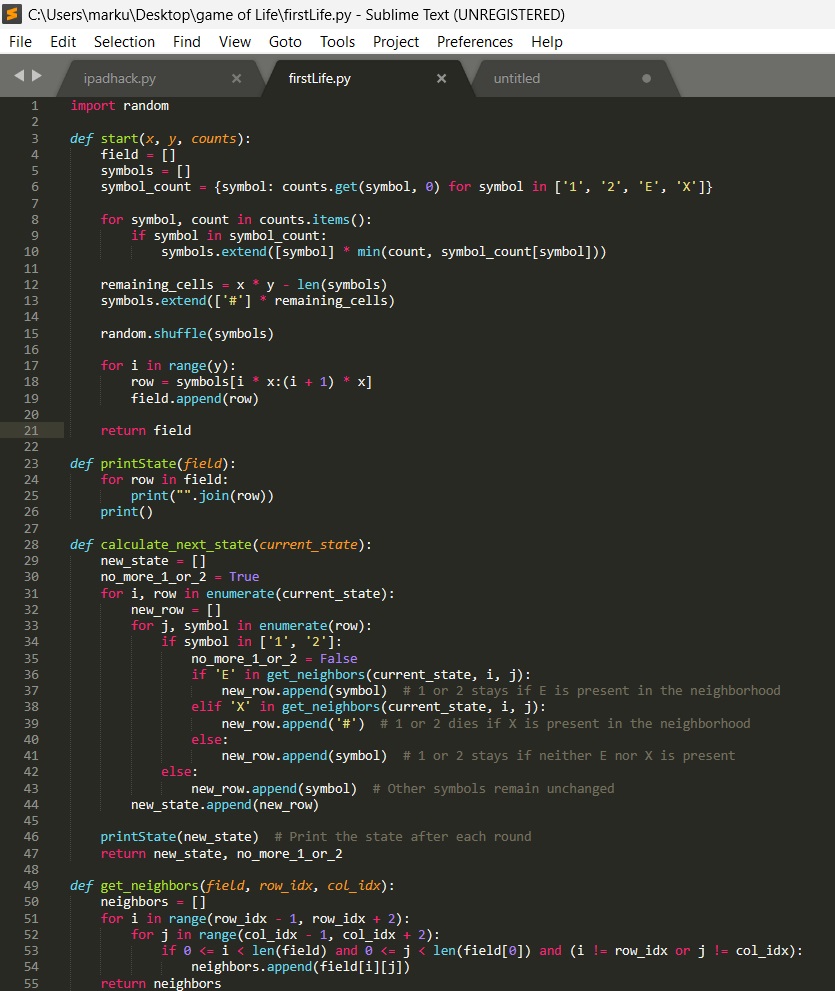 C:\Users\marku\Desktop\game of Life\firstLife.py - Sublime Text (UNREGISTERED)
File Edit Selection Find View Goto Tools Project Preferences Help
ipadhack.py firstLife.py untitled
1 import random
2
3 def start(x, y, counts):
4     field = []
5     symbols = []
6     symbol_count = {symbol: counts.get(symbol, 0) for symbol in ['1', '2', 'E', 'X']}
7
8     for symbol, count in counts.items():
9         if symbol in symbol_count:
10             symbols.extend([symbol] * min(count, symbol_count[symbol]))
11
12     remaining_cells = x * y - len(symbols)
13     symbols.extend(['#'] * remaining_cells)
14
15     random.shuffle(symbols)
16
17     for i in range(y):
18         row = symbols[i * x:(i + 1) * x]
19         field.append(row)
20
21     return field
22
23 def printState(field):
24     for row in field:
25         print("".join(row))
26     print()
27
28 def calculate_next_state(current_state):
29     new_state = []
30     no_more_1_or_2 = True
31     for i, row in enumerate(current_state):
32         new_row = []
33         for j, symbol in enumerate(row):
34             if symbol in ['1', '2']:
35                 no_more_1_or_2 = False
36                 if 'E' in get_neighbors(current_state, i, j):
37                     new_row.append(symbol)  # 1 or 2 stays if E is present in the neighborhood
38                 elif 'X' in get_neighbors(current_state, i, j):
39                     new_row.append('#')  # 1 or 2 dies if X is present in the neighborhood
40                 else:
41                     new_row.append(symbol)  # 1 or 2 stays if neither E nor X is present
42             else:
43                 new_row.append(symbol)  # Other symbols remain unchanged
44         new_state.append(new_row)
45
46     printState(new_state)  # Print the state after each round
47     return new_state, no_more_1_or_2
48
49 def get_neighbors(field, row_idx, col_idx):
50     neighbors = []
51     for i in range(row_idx - 1, row_idx + 2):
52         for j in range(col_idx - 1, col_idx + 2):
53             if 0 <= i < len(field) and 0 <= j < len(field[0]) and (i != row_idx or j != col_idx):
54                 neighbors.append(field[i][j])
55     return neighbors